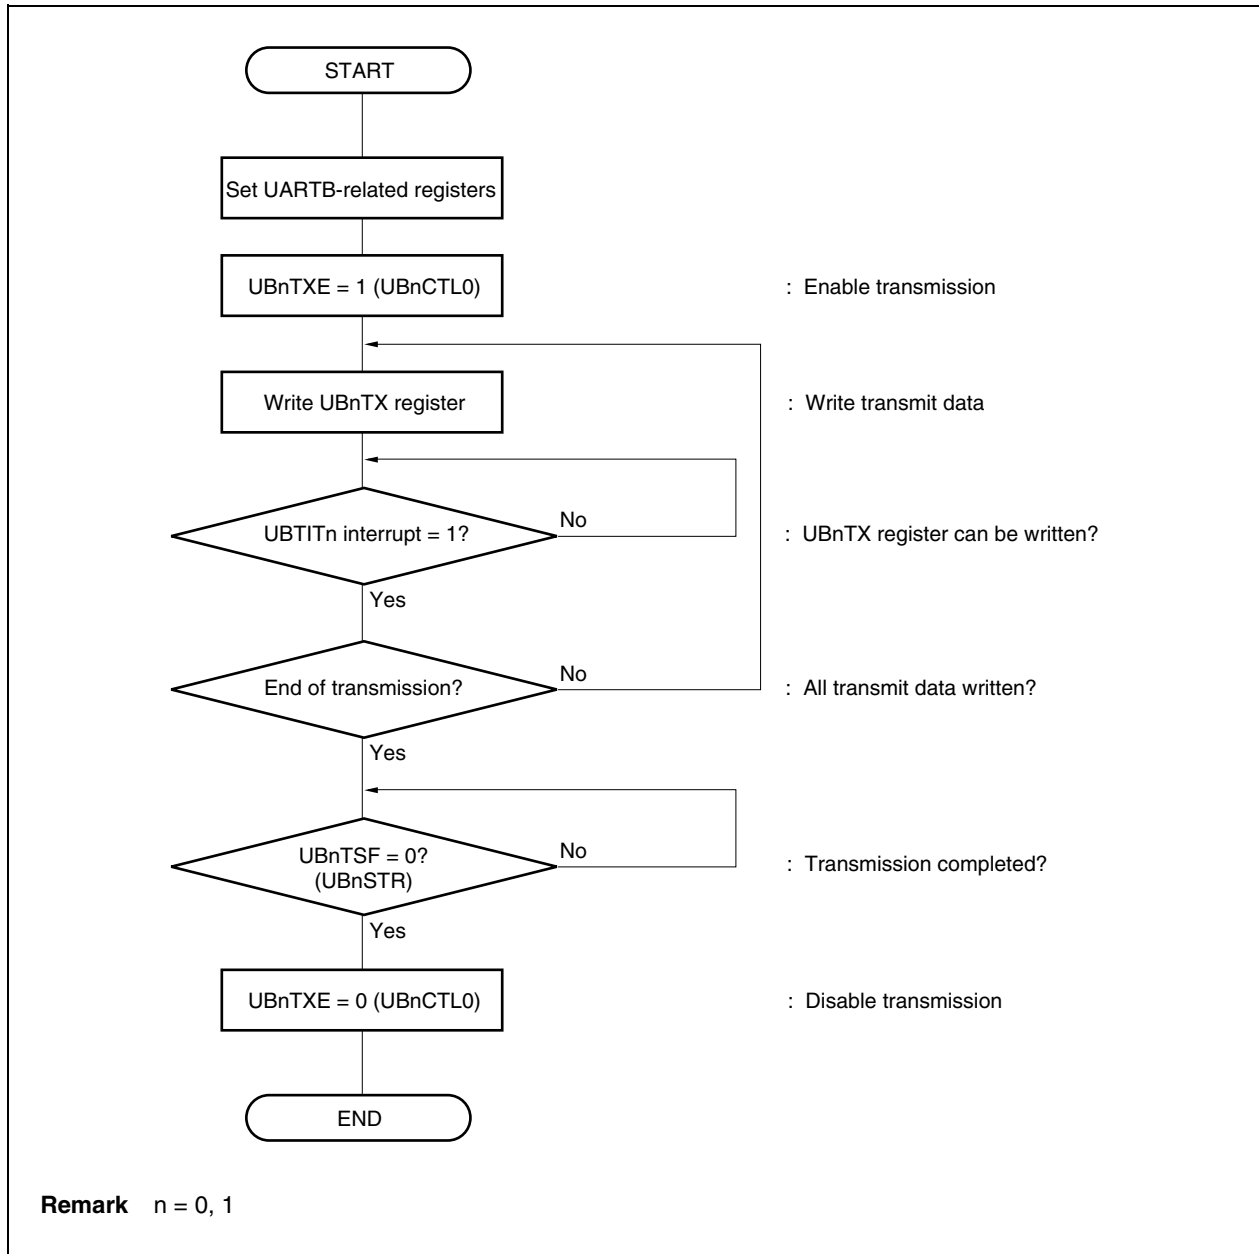 START
Set UARTB-related registers
UBnTXE = 1 (UBnCTL0)
: Enable transmission
Write UBnTX register
: Write transmit data
UBTITn interrupt = 1?
No
: UBnTX register can be written?
Yes
End of transmission?
No
: All transmit data written?
Yes
UBnTSF = 0?
(UBnSTR)
No
: Transmission completed?
Yes
UBnTXE = 0 (UBnCTL0)
: Disable transmission
END
Remark n = 0, 1